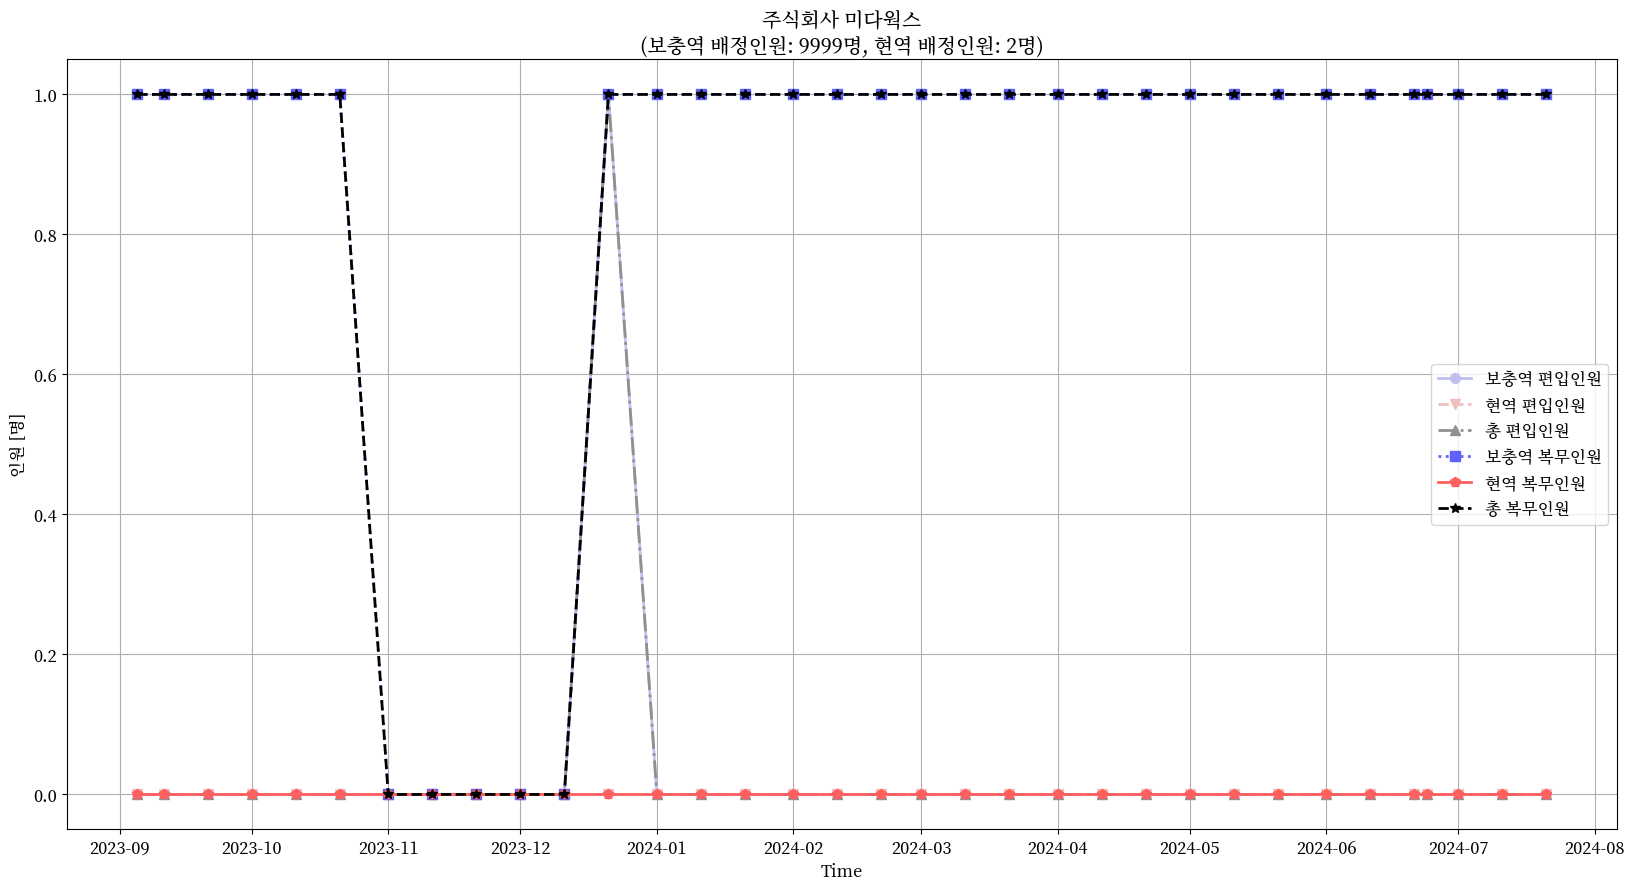 주식회사 미다웍스
(보충역 배정인원: 9999명, 현역 배정인원: 2명)
인원 [명]
1.0
0.8
0.6
0.4
0.2
0.0
보충역 편입인원
현역 편입인원
총 편입인원
보충역 복무인원
현역 복무인원
총 복무인원
2023-09 2023-10 2023-11 2023-12 2024-01 2024-02 2024-03 2024-04 2024-05 2024-06 2024-07 2024-08
Time